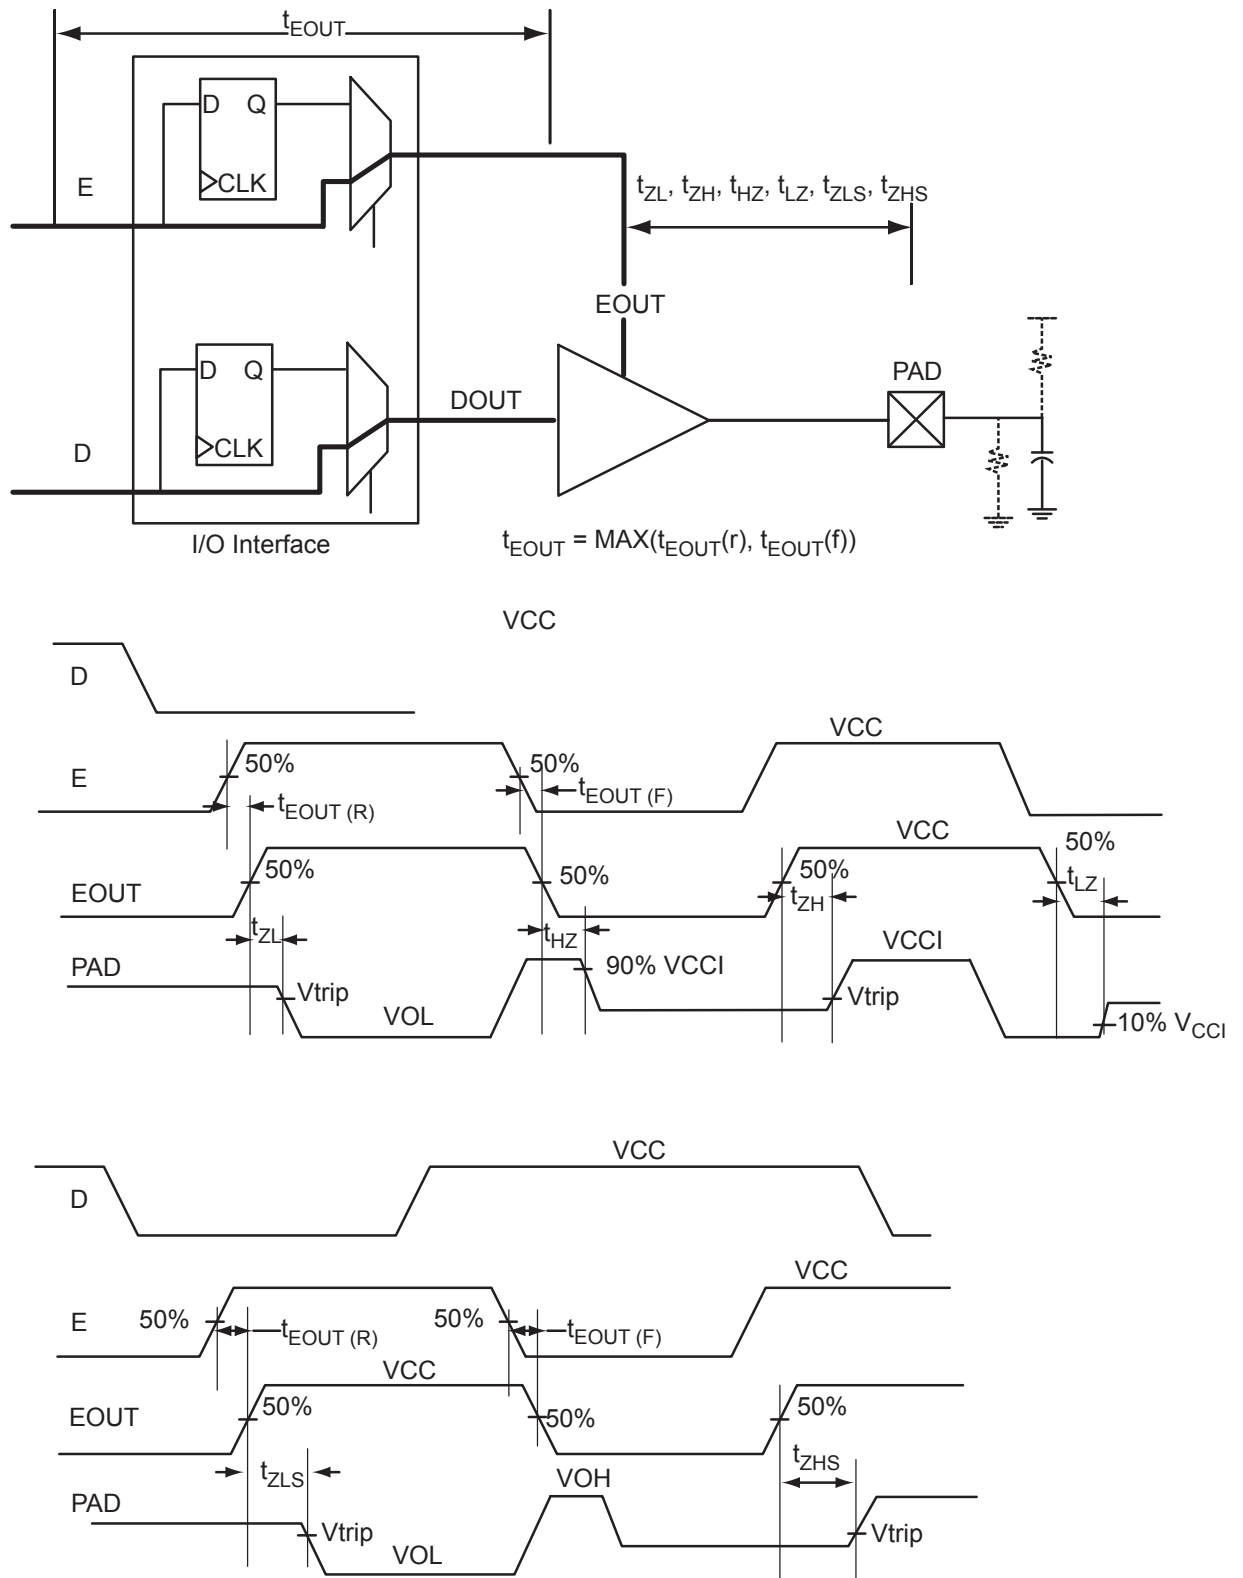 tEOUT
D Q
CLK
E
tZL, tZH, tHZ, tLZ, tZLS, tZHS
EOUT
D Q
CLK
D
DOUT
PAD
I/O Interface
tEOUT = MAX(tEOUT(r), tEOUT(f))
VCC
D
VCC
E
50%
50%
tEOUT (R)
tEOUT (F)
VCC
EOUT
50%
50%
50%
50%
tZL
tHZ
tZH
tLZ
PAD
VCCI
Vtrip
90% VCCI
Vtrip
VOL
10% VCCI
VCC
D
VCC
E
50%
tEOUT (R)
50%
tEOUT (F)
VCC
EOUT
50%
50%
50%
tZLS
tZHS
VOH
PAD
Vtrip
Vtrip
VOL